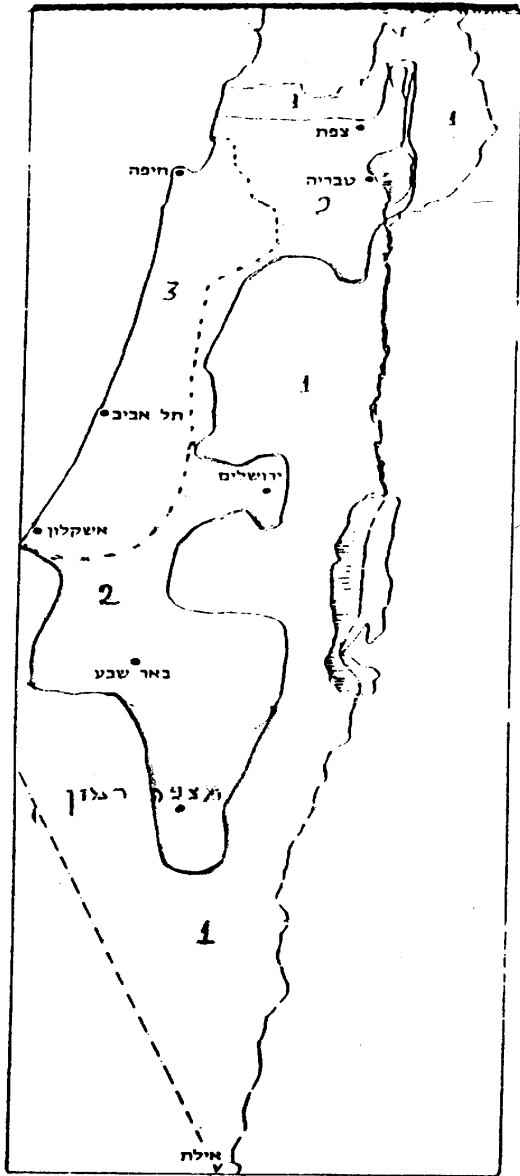 1
צפת
1
חיפה
טבריה
2
3
1
תל אביב
ירושלים
אשקלון
2
באר שבע
מצפה רמון
1
אילת